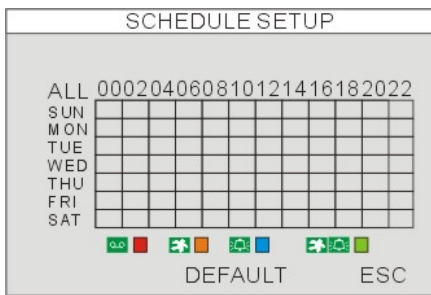 SCHEDULE SETUP
ALL 000204060810121416182022
SUN
MON
TUE
WED
THU
FRI
SAT
DEFAULT ESC